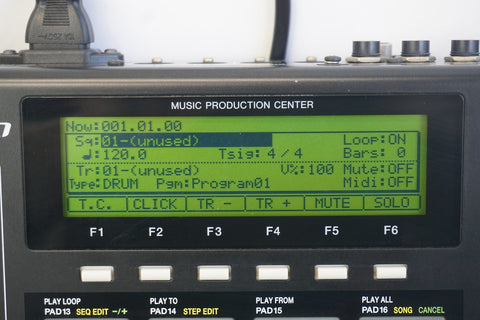 MUSIC PRODUCTION CENTER
Now:001.01.00
Sq:01-(unused) Loop:ON
♩:120.0 Tsig: 4/4 Bars: 0
Tr:01-(unused) V%:100 Mute:OFF
Type:DRUM Pgm:Program01 Midi:OFF
T.C. CLICK TR - TR + MUTE SOLO
F1 F2 F3 F4 F5 F6
PLAY LOOP PLAY TO PLAY FROM PLAY ALL
PAD13 SEQ EDIT -/+ PAD14 STEP EDIT PAD15 PAD16 SONG CANCEL